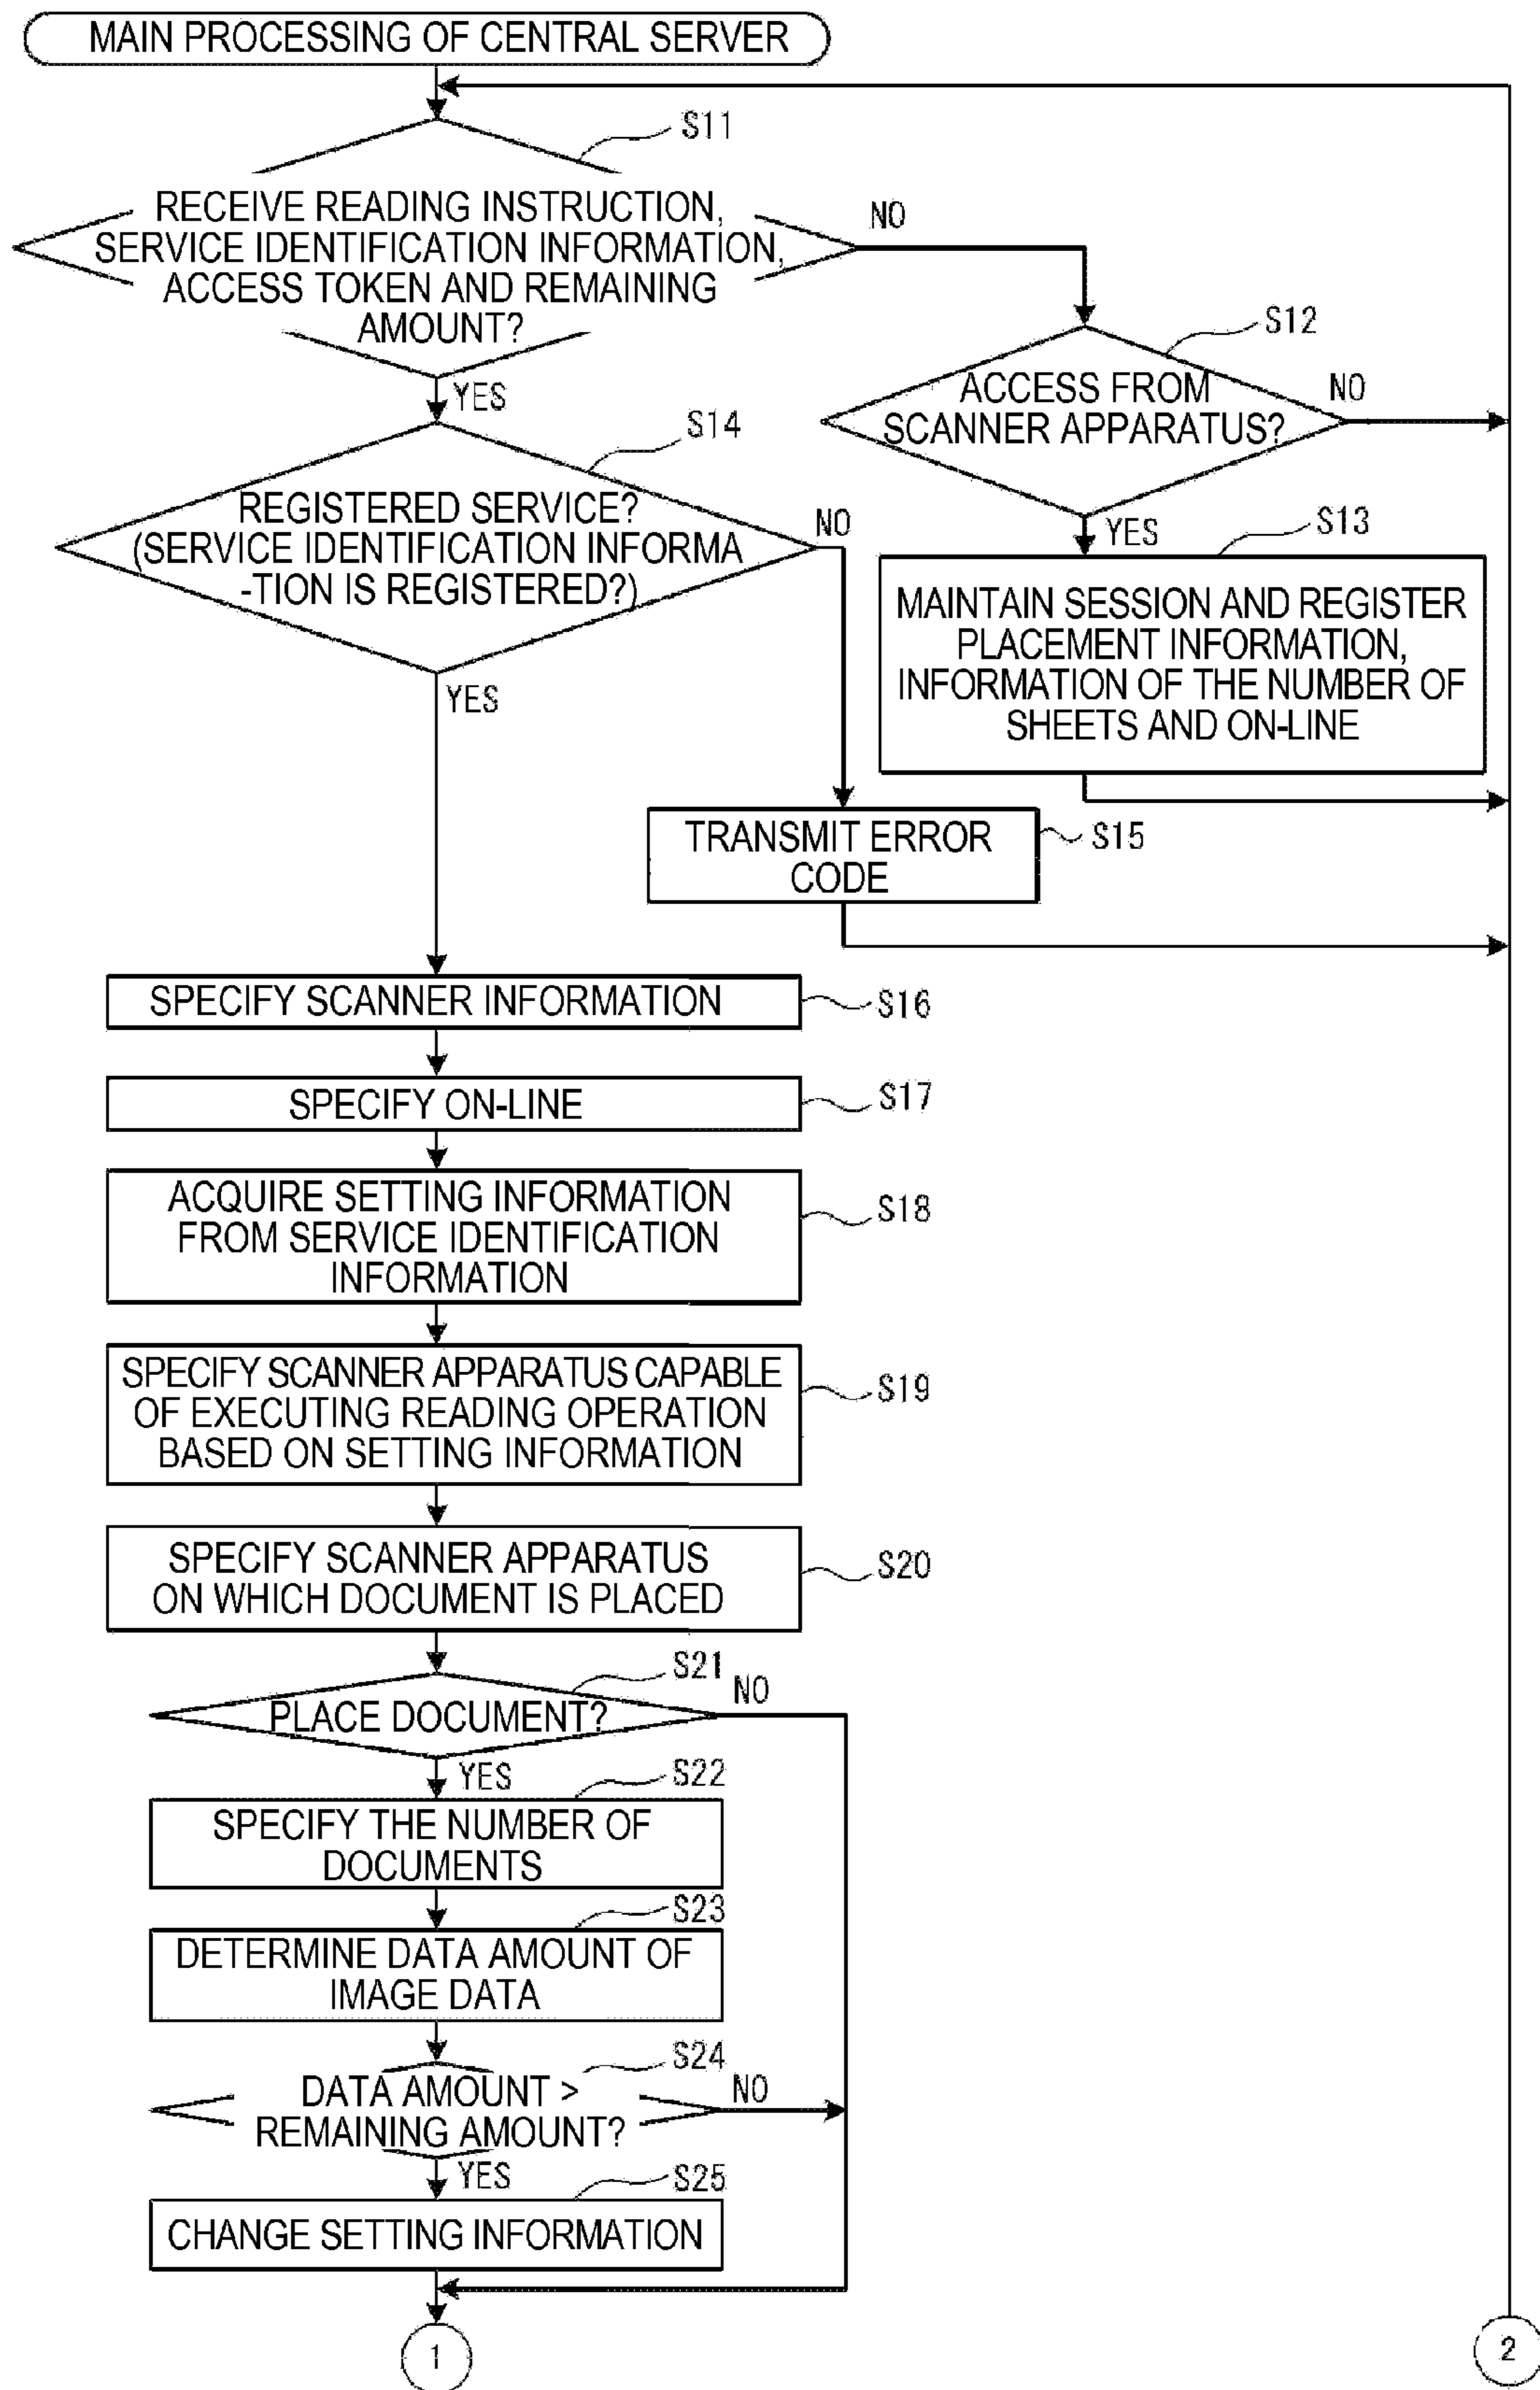 MAIN PROCESSING OF CENTRAL SERVER
S11
RECEIVE READING INSTRUCTION,
SERVICE IDENTIFICATION INFORMATION,
ACCESS TOKEN AND REMAINING
AMOUNT?
NO
YES
S12
ACCESS FROM
SCANNER APPARATUS?
NO
YES
S13
MAINTAIN SESSION AND REGISTER
PLACEMENT INFORMATION,
INFORMATION OF THE NUMBER OF
SHEETS AND ON-LINE
S14
REGISTERED SERVICE?
(SERVICE IDENTIFICATION INFORMA
-TION IS REGISTERED?)
NO
YES
TRANSMIT ERROR
CODE
S15
SPECIFY SCANNER INFORMATION
S16
SPECIFY ON-LINE
S17
ACQUIRE SETTING INFORMATION
FROM SERVICE IDENTIFICATION
INFORMATION
S18
SPECIFY SCANNER APPARATUS CAPABLE
OF EXECUTING READING OPERATION
BASED ON SETTING INFORMATION
S19
SPECIFY SCANNER APPARATUS
ON WHICH DOCUMENT IS PLACED
S20
S21
PLACE DOCUMENT?
NO
YES
S22
SPECIFY THE NUMBER OF
DOCUMENTS
S23
DETERMINE DATA AMOUNT OF
IMAGE DATA
S24
DATA AMOUNT >
REMAINING AMOUNT?
NO
YES
S25
CHANGE SETTING INFORMATION
1
2